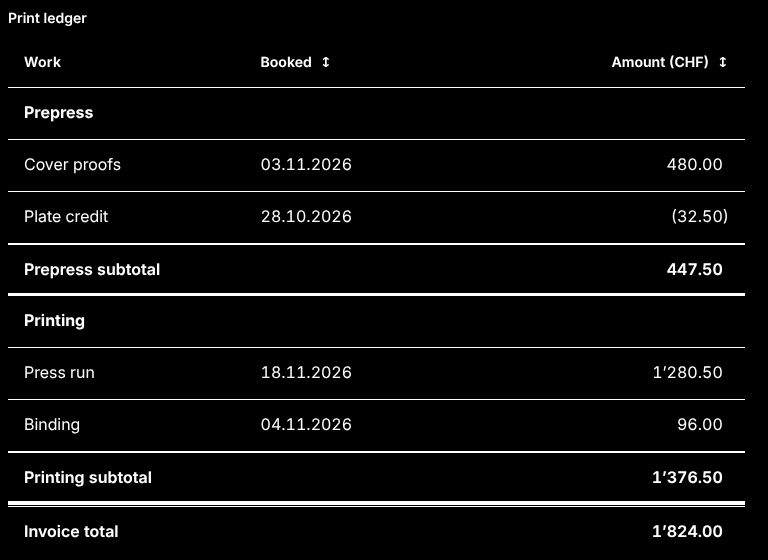 Print ledger
Work Booked ↕ Amount (CHF) ↕
Prepress
Cover proofs 03.11.2026 480.00
Plate credit 28.10.2026 (32.50)
Prepress subtotal 447.50
Printing
Press run 18.11.2026 1’280.50
Binding 04.11.2026 96.00
Printing subtotal 1’376.50
Invoice total 1’824.00